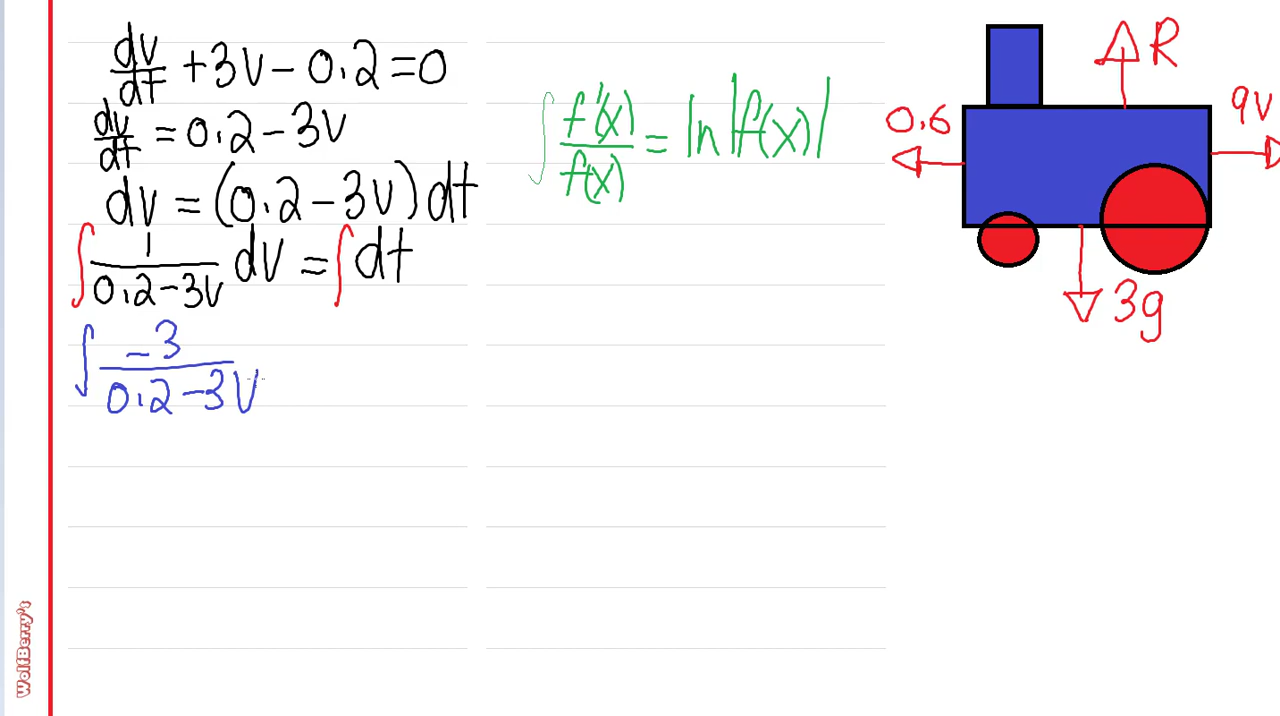 dv/dt + 3v - 0.2 = 0
dv/dt = 0.2 - 3v
dv = (0.2 - 3v) dt
∫ 1/(0.2 - 3v) dv = ∫ dt
∫ -3/(0.2 - 3v)
∫ f'(x)/f(x) = ln|f(x)|
R
0.6
9v
3g